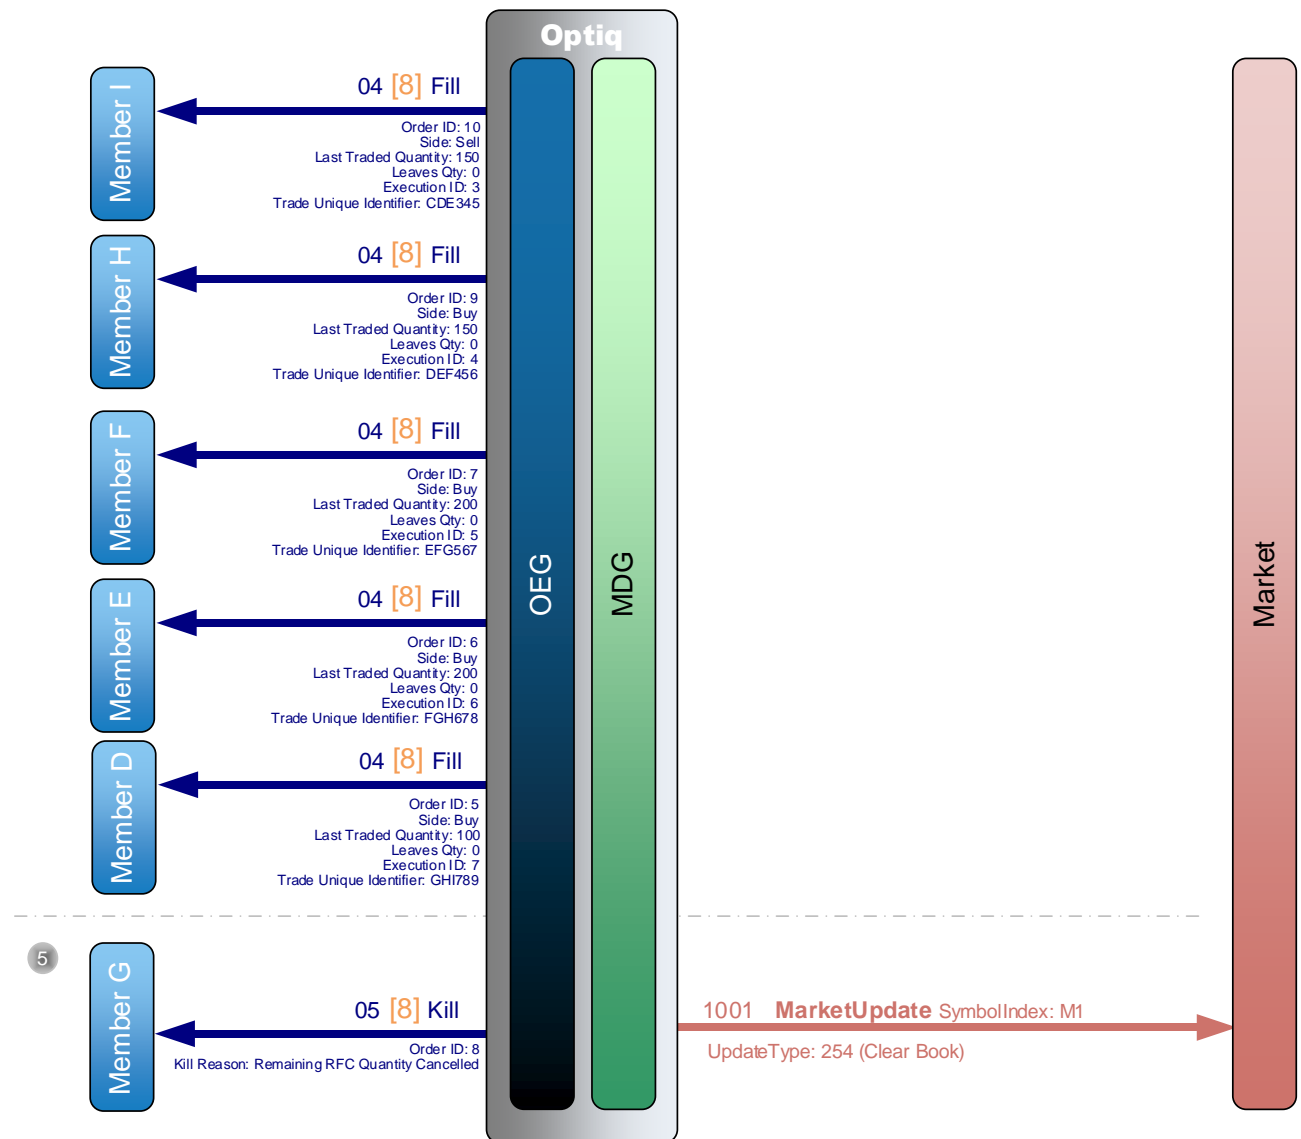 Optiq
Member I
04 [8] Fill
Order ID: 10
Side: Sell
Last Traded Quantity: 150
Leaves Qty: 0
Execution ID: 3
Trade Unique Identifier: CDE345
Member H
04 [8] Fill
Order ID: 9
Side: Buy
Last Traded Quantity: 150
Leaves Qty: 0
Execution ID: 4
Trade Unique Identifier: DEF456
Member F
04 [8] Fill
Order ID: 7
Side: Buy
Last Traded Quantity: 200
Leaves Qty: 0
Execution ID: 5
Trade Unique Identifier: EFG567
OEG
MDG
Market
Member E
04 [8] Fill
Order ID: 6
Side: Buy
Last Traded Quantity: 200
Leaves Qty: 0
Execution ID: 6
Trade Unique Identifier: FGH678
Member D
04 [8] Fill
Order ID: 5
Side: Buy
Last Traded Quantity: 100
Leaves Qty: 0
Execution ID: 7
Trade Unique Identifier: GHI789
5
Member G
05 [8] Kill
Order ID: 8
Kill Reason: Remaining RFC Quantity Cancelled
1001 MarketUpdate SymbolIndex: M1
UpdateType: 254 (Clear Book)